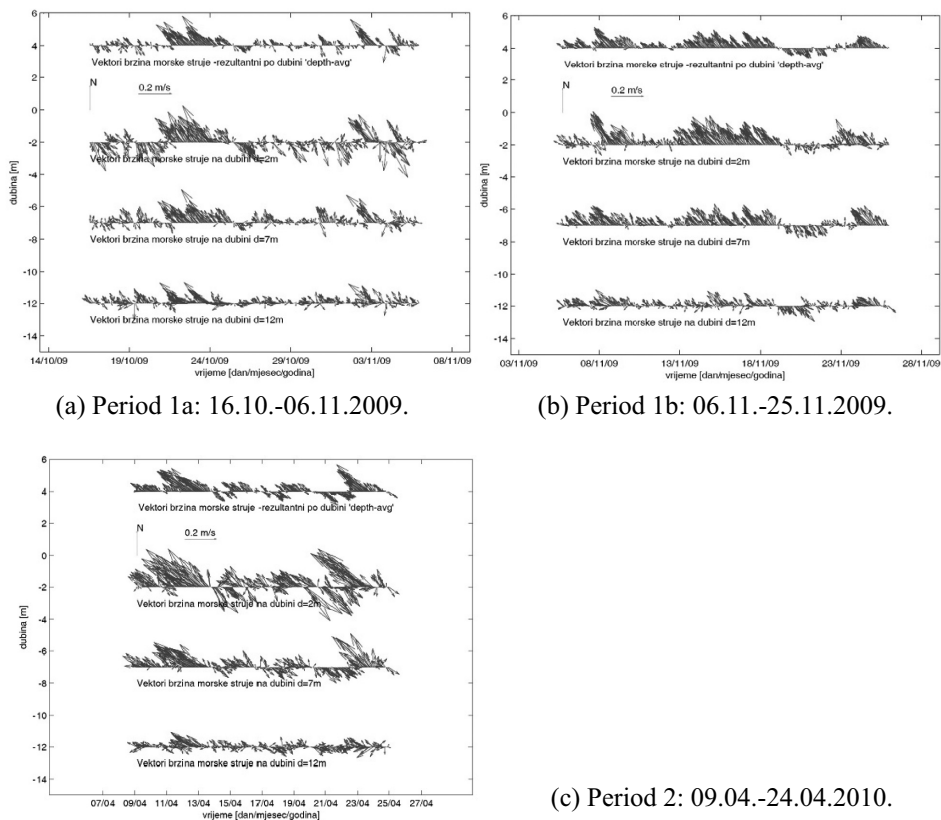 6
4
2
0
-2
-4
-6
-8
-10
-12
-14
dubina [m]
Vektori brzina morske struje -rezultantni po dubini 'depth-avg'
N
0.2 m/s
Vektori brzina morske struje na dubini d=2m
Vektori brzina morske struje na dubini d=7m
Vektori brzina morske struje na dubini d=12m
14/10/09 19/10/09 24/10/09 29/10/09 03/11/09 08/11/09
vrijeme [dan/mjesec/godina]
(a) Period 1a: 16.10.-06.11.2009.
6
4
2
0
-2
-4
-6
-8
-10
-12
-14
dubina [m]
Vektori brzina morske struje -rezultantni po dubini 'depth-avg'
N
0.2 m/s
Vektori brzina morske struje na dubini d=2m
Vektori brzina morske struje na dubini d=7m
Vektori brzina morske struje na dubini d=12m
03/11/09 08/11/09 13/11/09 18/11/09 23/11/09 28/11/09
vrijeme [dan/mjesec/godina]
(b) Period 1b: 06.11.-25.11.2009.
6
4
2
0
-2
-4
-6
-8
-10
-12
-14
dubina [m]
Vektori brzina morske struje -rezultantni po dubini 'depth-avg'
N
0.2 m/s
Vektori brzina morske struje na dubini d=2m
Vektori brzina morske struje na dubini d=7m
Vektori brzina morske struje na dubini d=12m
07/04 09/04 11/04 13/04 15/04 17/04 19/04 21/04 23/04 25/04 27/04
vrijeme [dan/mjesec/godina]
(c) Period 2: 09.04.-24.04.2010.